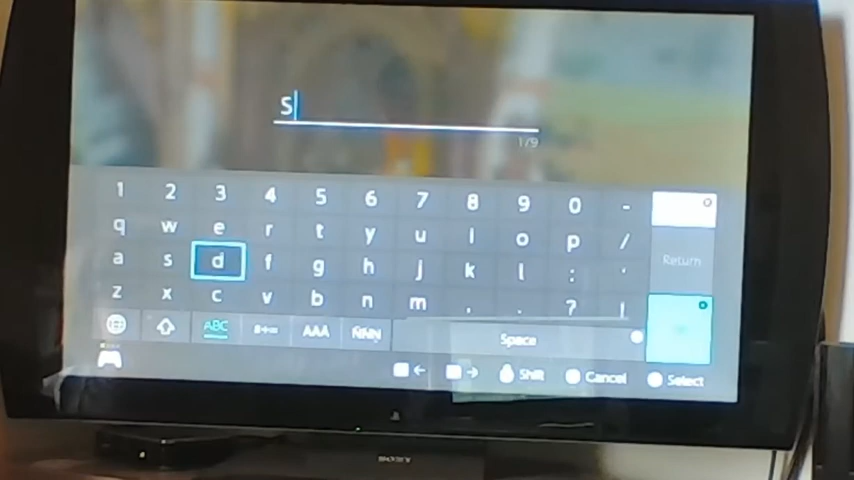 S
1/9
1 2 3 4 5 6 7 8 9 0 -
q w e r t y u i o p /
a s d f g h j k l : '
z x c v b n m , . ? !
Return
ABC AAA ÑÑÑ Space
← → Shift Cancel Select
SONY